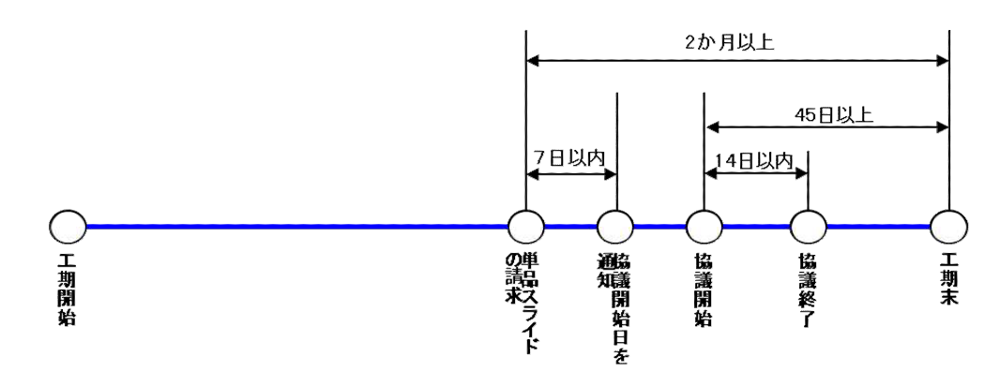 2か月以上
45日以上
7日以内
14日以内
工期開始
単品スライド
の請求
協議開始日を
通知
協議開始
協議終了
工期末